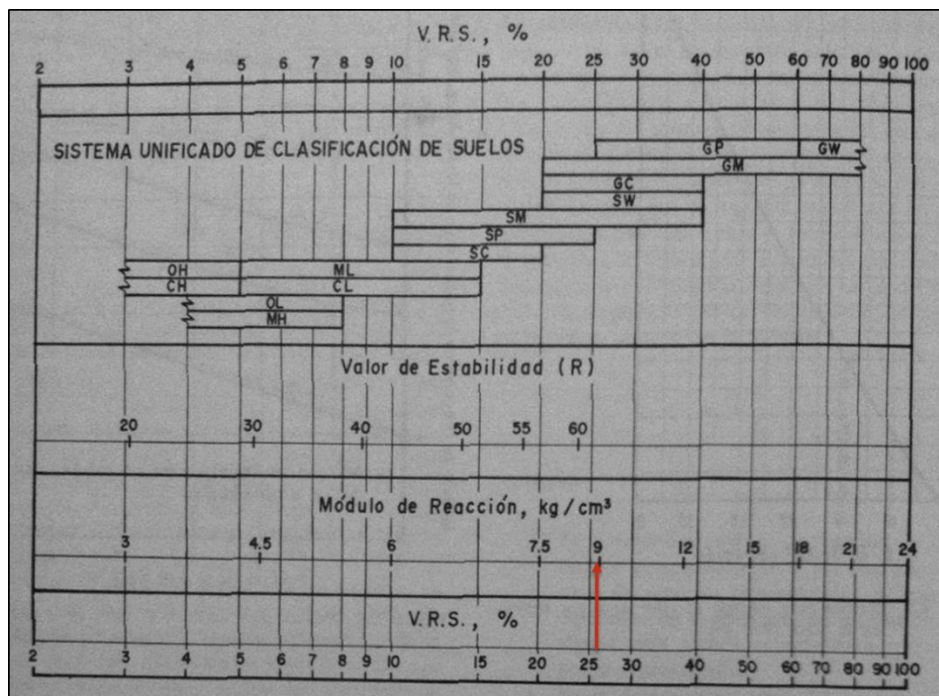 V.R.S., %
2 3 4 5 6 7 8 9 10 15 20 25 30 40 50 60 70 80 90 100
SISTEMA UNIFICADO DE CLASIFICACIÓN DE SUELOS
GP GW
GM
GC
SW
SM
SP
SC
OH ML
CH CL
OL
MH
Valor de Estabilidad (R)
20 30 40 50 55 60
Módulo de Reacción, kg/cm³
3 4.5 6 7.5 9 12 15 18 21 24
V.R.S., %
2 3 4 5 6 7 8 9 10 15 20 25 30 40 50 60 70 80 90 100